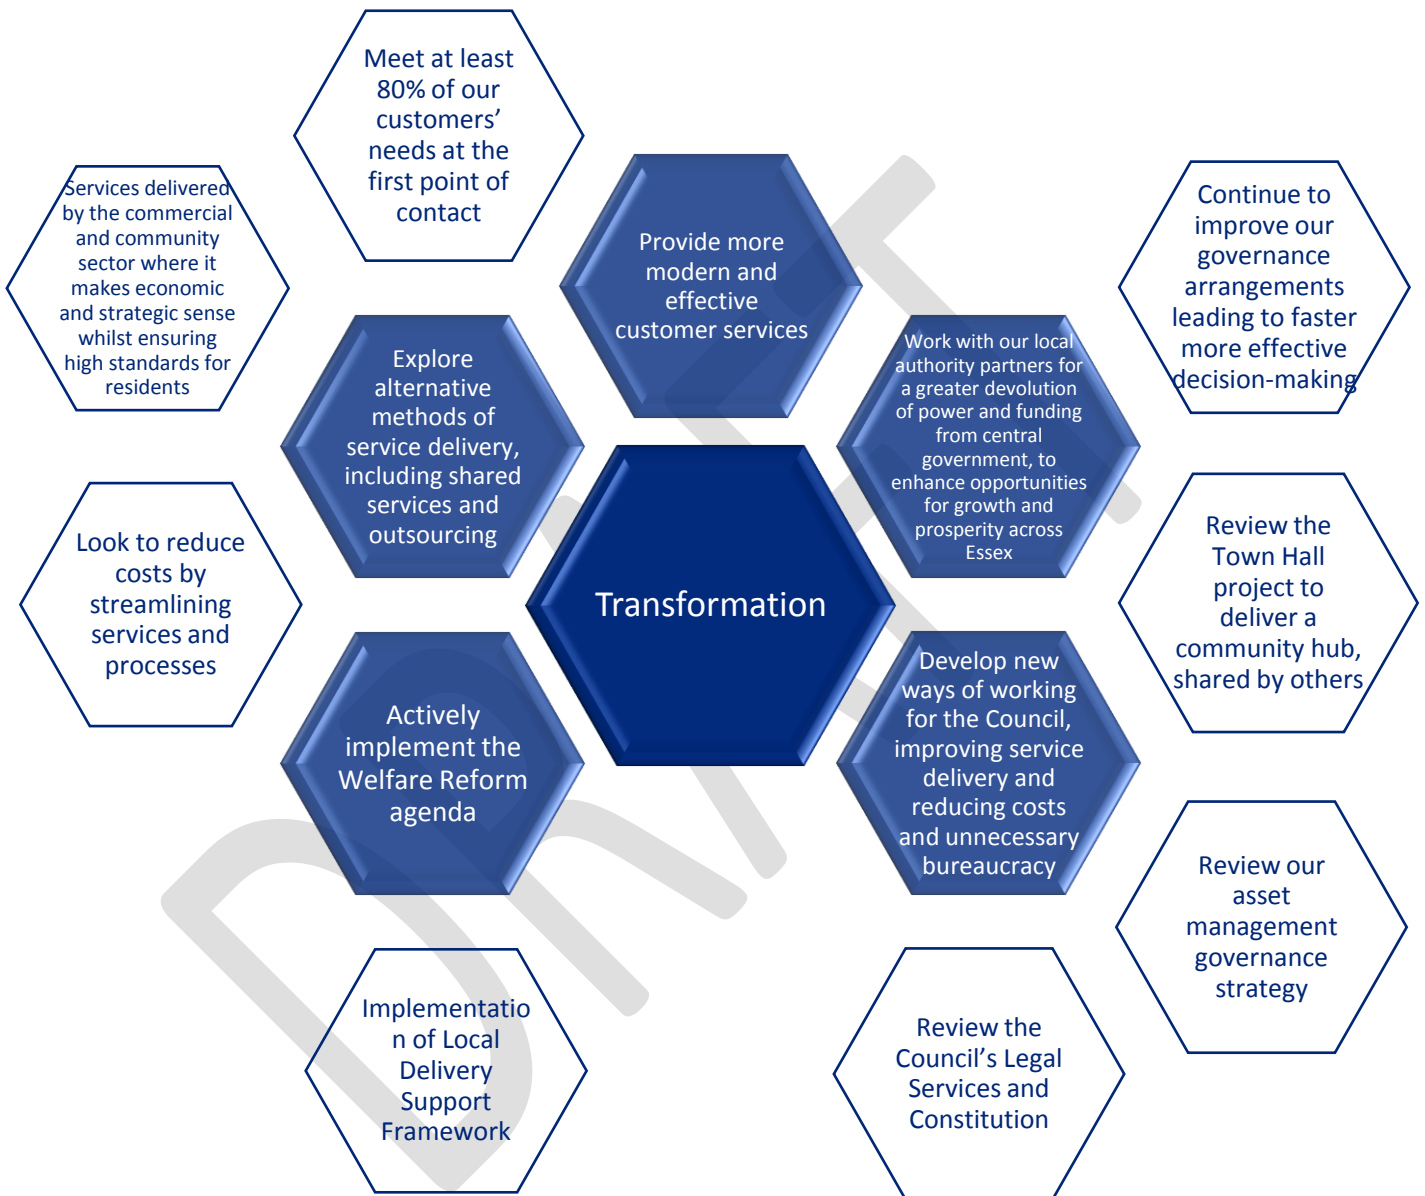 Meet at least
80% of our
customers’
needs at the
first point of
contact
Services delivered
by the commercial
and community
sector where it
makes economic
and strategic sense
whilst ensuring
high standards for
residents
Provide more
modern and
effective
customer services
Continue to
improve our
governance
arrangements
leading to faster
more effective
decision-making
Explore
alternative
methods of
service delivery,
including shared
services and
outsourcing
Work with our local
authority partners for
a greater devolution
of power and funding
from central
government, to
enhance opportunities
for growth and
prosperity across
Essex
Look to reduce
costs by
streamlining
services and
processes
Transformation
Review the
Town Hall
project to
deliver a
community hub,
shared by others
Actively
implement the
Welfare Reform
agenda
Develop new
ways of working
for the Council,
improving service
delivery and
reducing costs
and unnecessary
bureaucracy
Review our
asset
management
governance
strategy
Implementatio
n of Local
Delivery
Support
Framework
Review the
Council’s Legal
Services and
Constitution
DRAFT